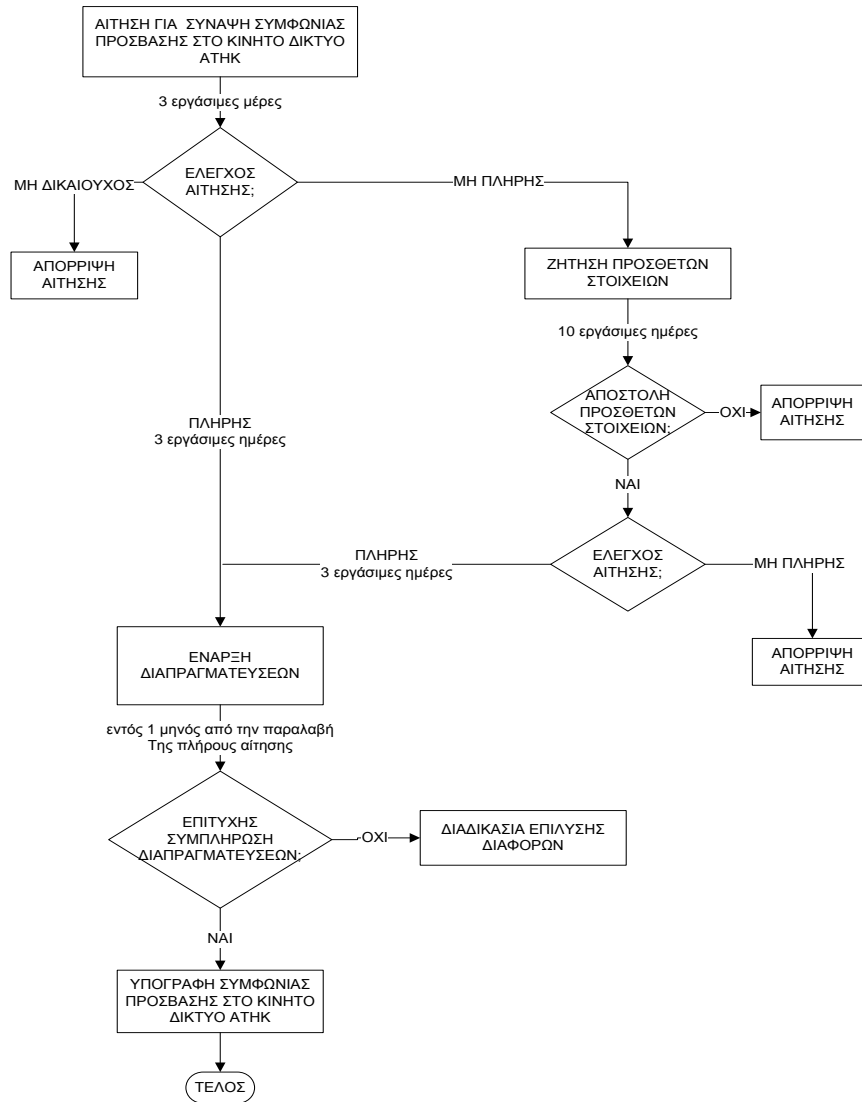 ΑΙΤΗΣΗ ΓΙΑ ΣΥΝΑΨΗ ΣΥΜΦΩΝΙΑΣ
ΠΡΟΣΒΑΣΗΣ ΣΤΟ ΚΙΝΗΤΟ ΔΙΚΤΥΟ
ΑΤΗΚ
3 εργάσιμες μέρες
ΕΛΕΓΧΟΣ
ΑΙΤΗΣΗΣ;
ΜΗ ΔΙΚΑΙΟΥΧΟΣ
ΜΗ ΠΛΗΡΗΣ
ΑΠΟΡΡΙΨΗ
ΑΙΤΗΣΗΣ
ΖΗΤΗΣΗ ΠΡΟΣΘΕΤΩΝ
ΣΤΟΙΧΕΙΩΝ
10 εργάσιμες ημέρες
ΑΠΟΣΤΟΛΗ
ΠΡΟΣΘΕΤΩΝ
ΣΤΟΙΧΕΙΩΝ;
ΟΧΙ
ΑΠΟΡΡΙΨΗ
ΑΙΤΗΣΗΣ
ΠΛΗΡΗΣ
3 εργάσιμες ημέρες
ΝΑΙ
ΕΛΕΓΧΟΣ
ΑΙΤΗΣΗΣ;
ΠΛΗΡΗΣ
3 εργάσιμες ημέρες
ΜΗ ΠΛΗΡΗΣ
ΑΠΟΡΡΙΨΗ
ΑΙΤΗΣΗΣ
ΕΝΑΡΞΗ
ΔΙΑΠΡΑΓΜΑΤΕΥΣΕΩΝ
εντός 1 μηνός από την παραλαβή
Της πλήρους αίτησης
ΕΠΙΤΥΧΗΣ
ΣΥΜΠΛΗΡΩΣΗ
ΔΙΑΠΡΑΓΜΑΤΕΥΣΕΩΝ;
ΟΧΙ
ΔΙΑΔΙΚΑΣΙΑ ΕΠΙΛΥΣΗΣ
ΔΙΑΦΟΡΩΝ
ΝΑΙ
ΥΠΟΓΡΑΦΗ ΣΥΜΦΩΝΙΑΣ
ΠΡΟΣΒΑΣΗΣ ΣΤΟ ΚΙΝΗΤΟ
ΔΙΚΤΥΟ ΑΤΗΚ
ΤΕΛΟΣ